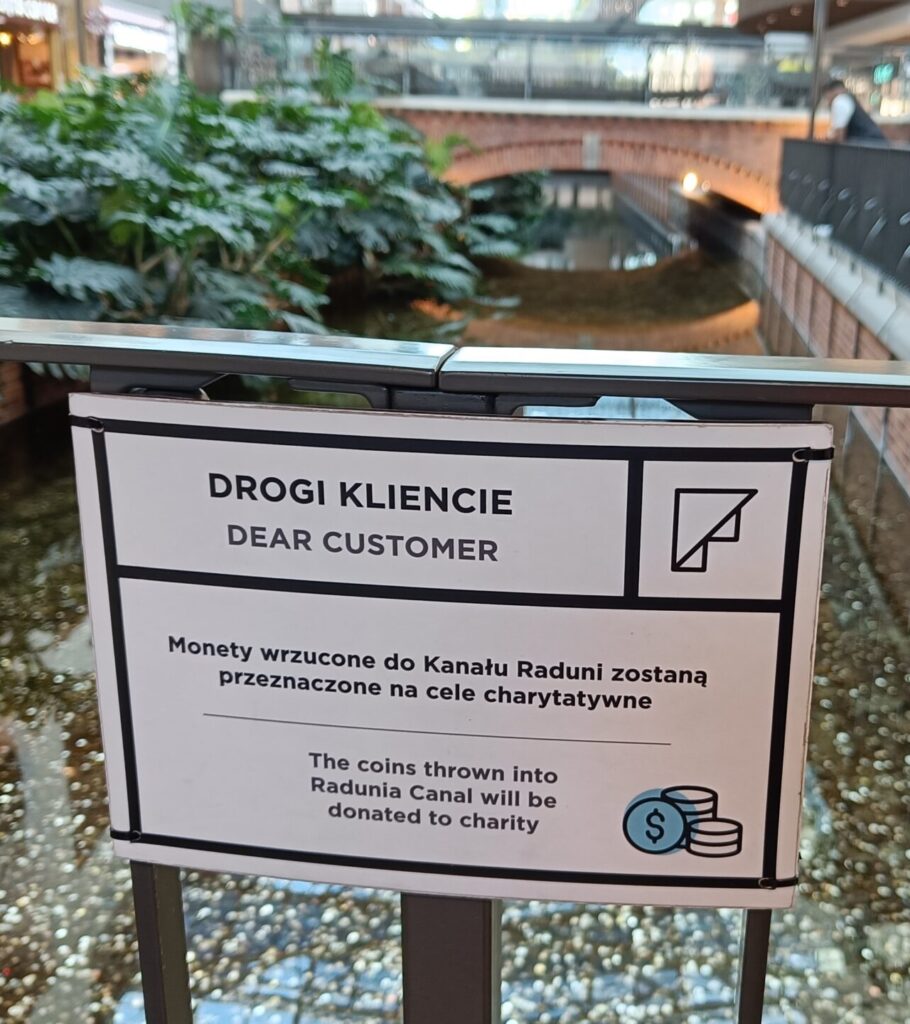 DROGI KLIENCIE
DEAR CUSTOMER
Monety wrzucone do Kanału Raduni zostaną
przeznaczone na cele charytatywne
The coins thrown into
Radunia Canal will be
donated to charity
$